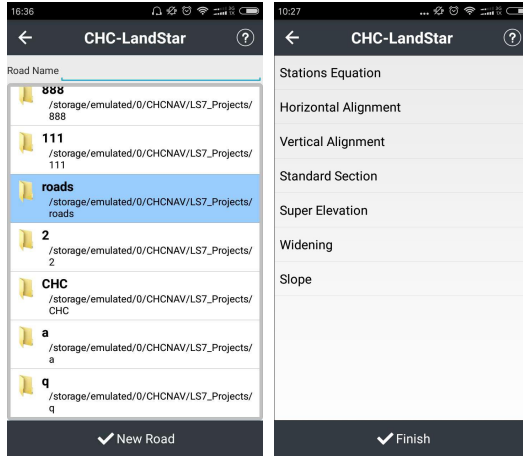 16:36
CHC-LandStar
?
Road Name
888
/storage/emulated/0/CHCNAV/LS7_Projects/
888
111
/storage/emulated/0/CHCNAV/LS7_Projects/
111
roads
/storage/emulated/0/CHCNAV/LS7_Projects/
roads
2
/storage/emulated/0/CHCNAV/LS7_Projects/
2
CHC
/storage/emulated/0/CHCNAV/LS7_Projects/
CHC
a
/storage/emulated/0/CHCNAV/LS7_Projects/
a
q
/storage/emulated/0/CHCNAV/LS7_Projects/
q
New Road
10:27
...
CHC-LandStar
?
Stations Equation
Horizontal Alignment
Vertical Alignment
Standard Section
Super Elevation
Widening
Slope
Finish